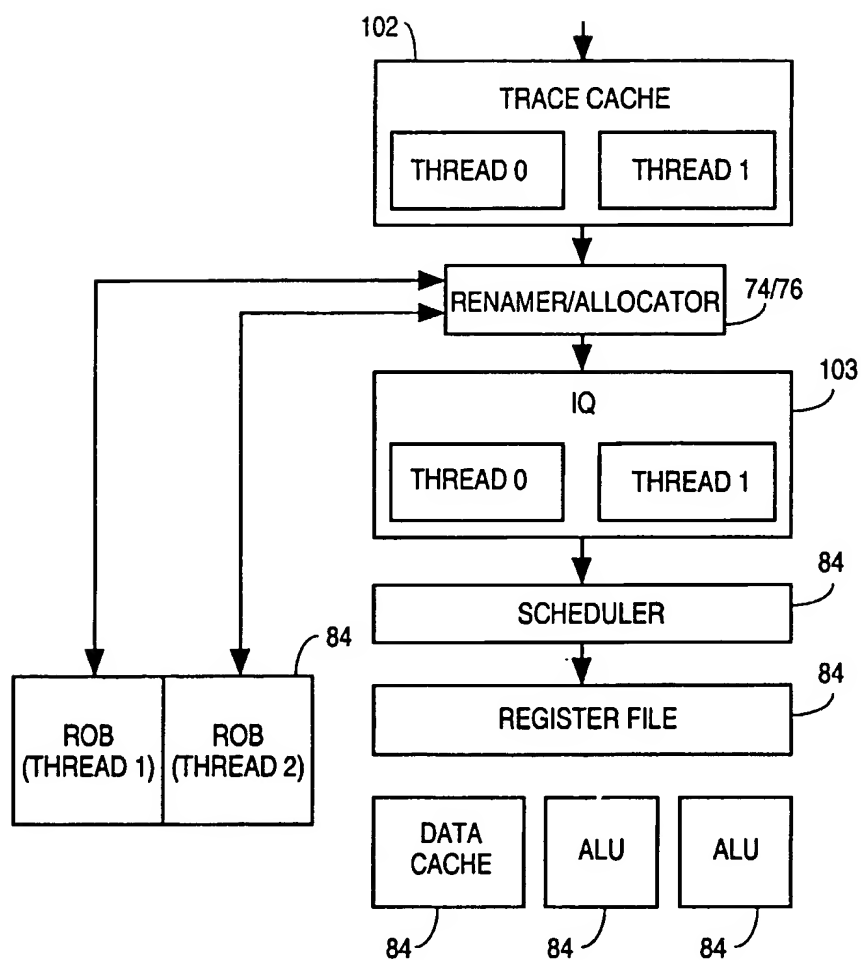 102
TRACE CACHE
THREAD 0
THREAD 1
RENAMER/ALLOCATOR
74/76
103
IQ
THREAD 0
THREAD 1
84
SCHEDULER
84
84
REGISTER FILE
ROB
(THREAD 1)
ROB
(THREAD 2)
DATA
CACHE
ALU
ALU
84
84
84